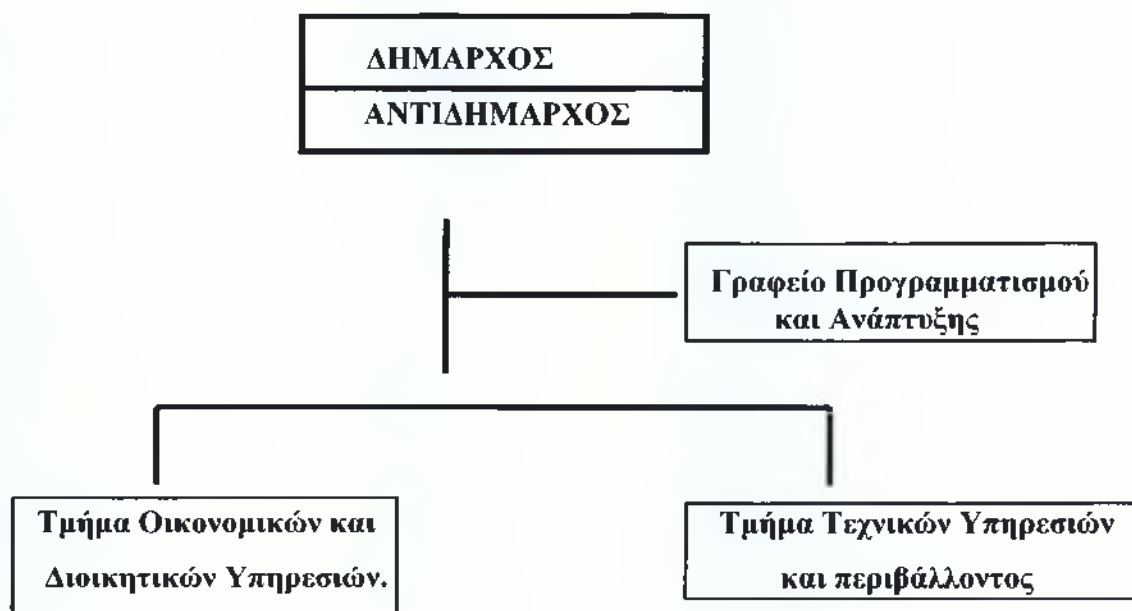 ΔΗΜΑΡΧΟΣ
ΑΝΤΙΔΗΜΑΡΧΟΣ
Γραφείο Προγραμματισμού
και Ανάπτυξης
Τμήμα Οικονομικών και
Διοικητικών Υπηρεσιών.
Τμήμα Τεχνικών Υπηρεσιών
και περιβάλλοντος